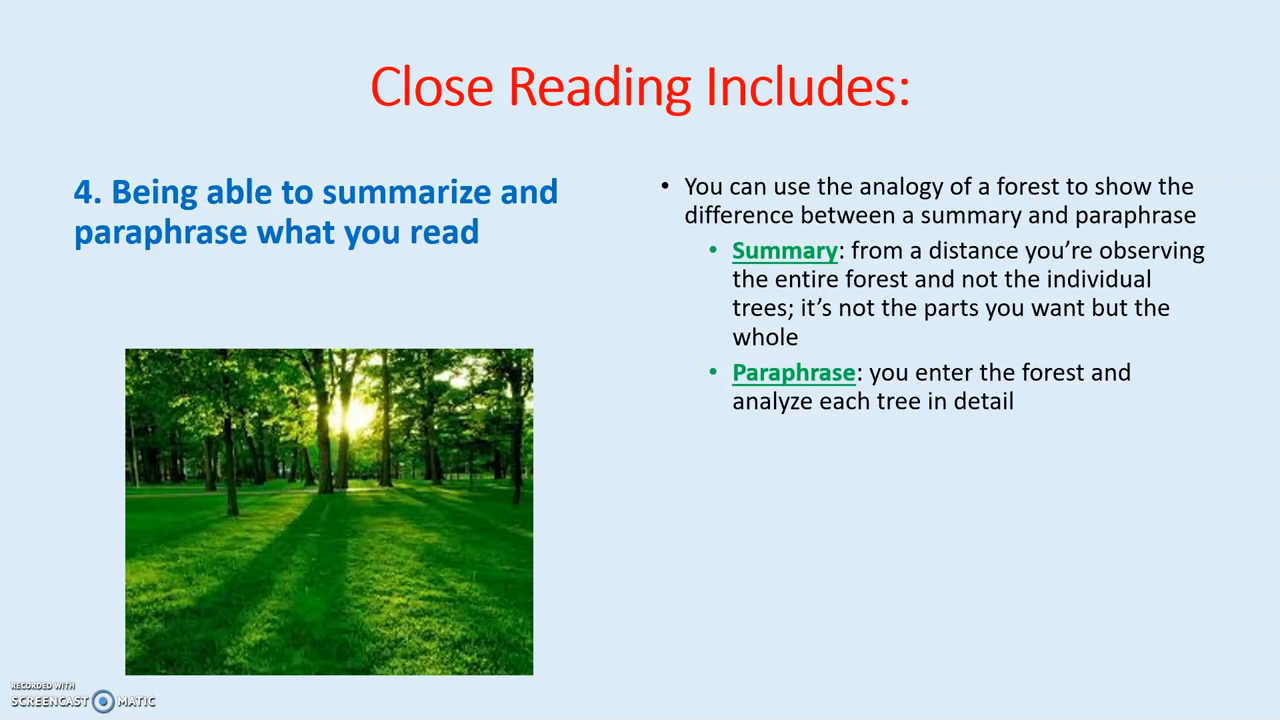 Close Reading Includes:
4. Being able to summarize and
paraphrase what you read
• You can use the analogy of a forest to show the
difference between a summary and paraphrase
• Summary: from a distance you’re observing
the entire forest and not the individual
trees; it’s not the parts you want but the
whole
• Paraphrase: you enter the forest and
analyze each tree in detail
RECORDED WITH
SCREENCAST MATIC